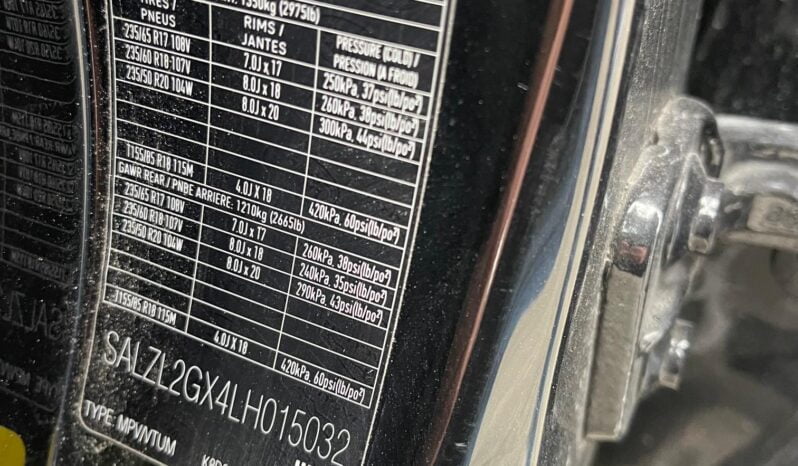 1350kg (2975lb)
TIRES / PNEUS RIMS / JANTES PRESSURE (COLD) / PRESSION (A FROID)
235/65 R17 108V 7.0J x 17 250kPa, 37psi(lb/po²)
235/60 R18 107V 8.0J x 18 260kPa, 38psi(lb/po²)
235/50 R20 104W 8.0J x 20 300kPa, 44psi(lb/po²)
T155/85 R18 115M 4.0J X 18 420kPa, 60psi(lb/po²)
GAWR REAR / PNBE ARRIERE: 1210kg (2665lb)
235/65 R17 108V 7.0J x 17 260kPa, 38psi(lb/po²)
235/60 R18 107V 8.0J x 18 240kPa, 35psi(lb/po²)
235/50 R20 104W 8.0J x 20 290kPa, 43psi(lb/po²)
T155/85 R18 115M 4.0J X 18 420kPa, 60psi(lb/po²)
SALZL2GX4LH015032
TYPE MPV/VTUM